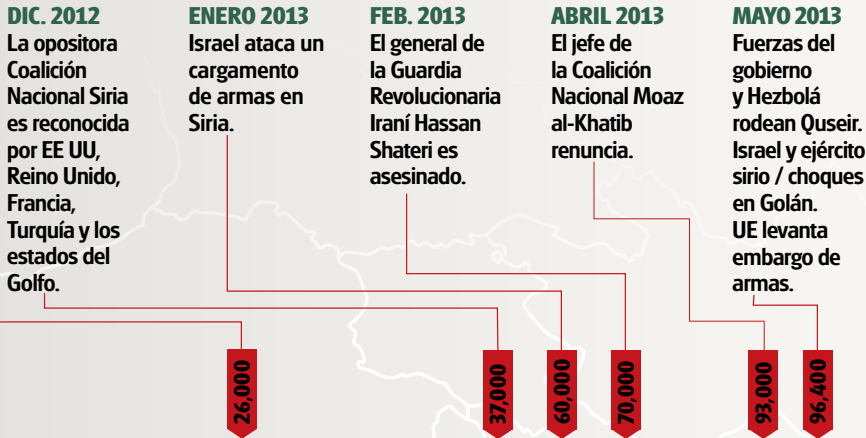 DIC. 2012
La opositora
Coalición
Nacional Siria
es reconocida
por EE UU,
Reino Unido,
Francia,
Turquía y los
estados del
Golfo.
ENERO 2013
Israel ataca un
cargamento
de armas en
Siria.
FEB. 2013
El general de
la Guardia
Revolucionaria
Iraní Hassan
Shateri es
asesinado.
ABRIL 2013
El jefe de
la Coalición
Nacional Moaz
al-Khatib
renuncia.
MAYO 2013
Fuerzas del
gobierno
y Hezbolá
rodean Quseir.
Israel y ejército
sirio / choques
en Golán.
UE levanta
embargo de
armas.
26,000
37,000
60,000
70,000
93,000
96,400